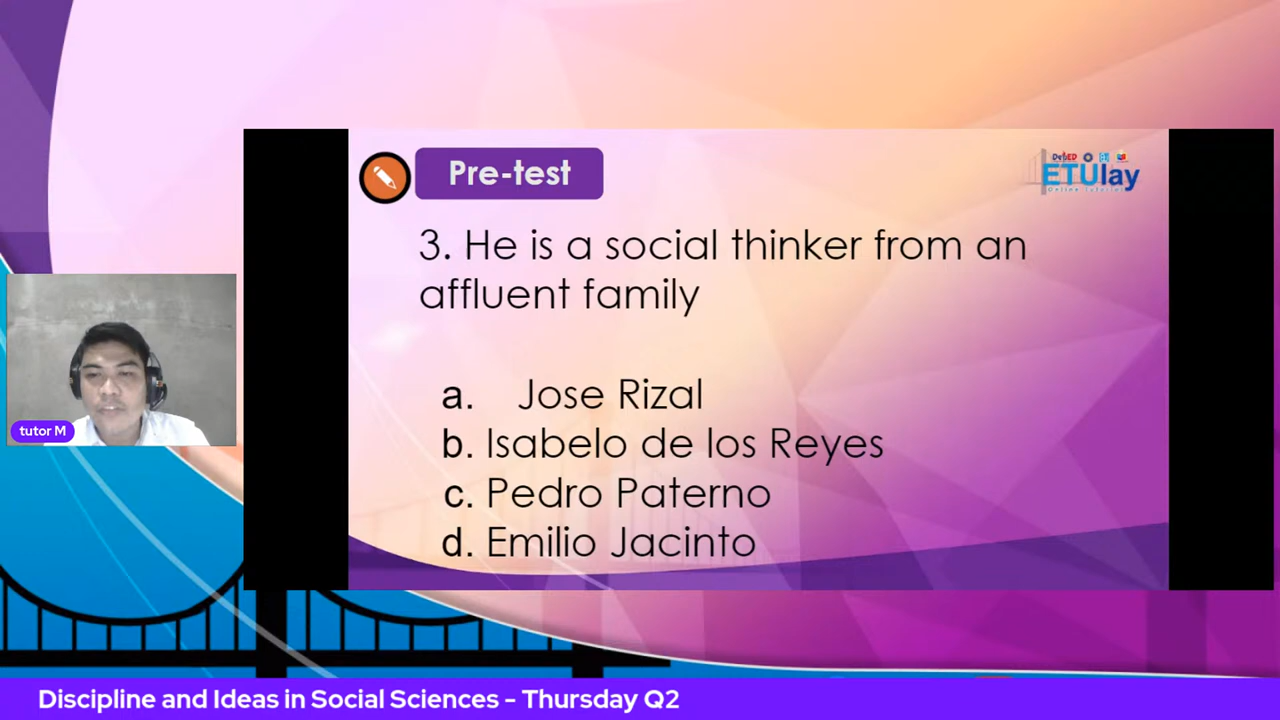 Pre-test
DepED
ETUlay
3. He is a social thinker from an
affluent family
a. Jose Rizal
b. Isabelo de los Reyes
c. Pedro Paterno
d. Emilio Jacinto
tutor M
Discipline and Ideas in Social Sciences - Thursday Q2